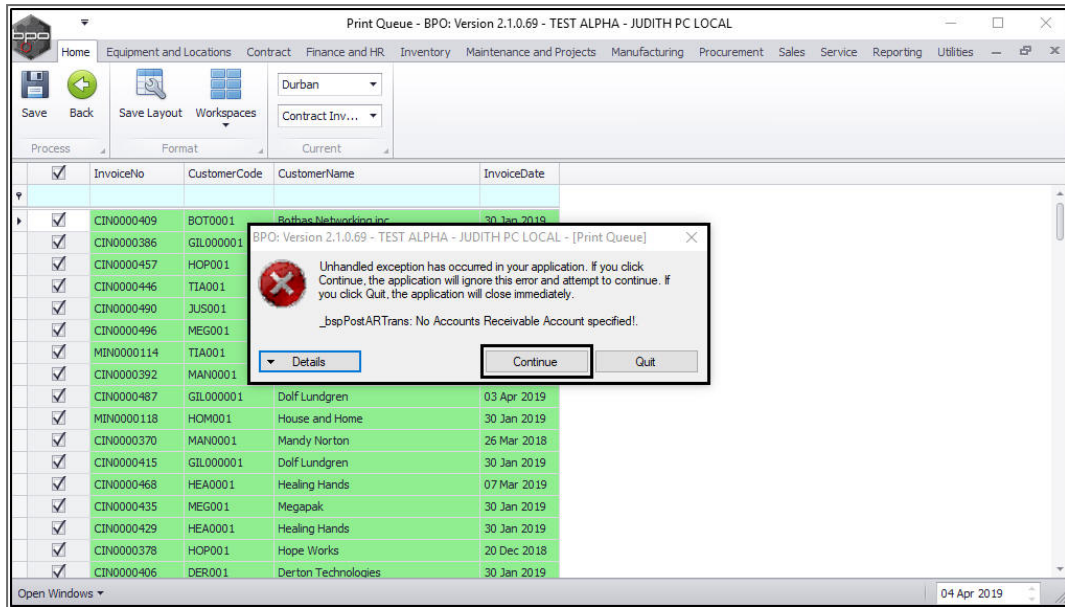 Print Queue - BPO: Version 2.1.0.69 - TEST ALPHA - JUDITH PC LOCAL
bpo
Home Equipment and Locations Contract Finance and HR Inventory Maintenance and Projects Manufacturing Procurement Sales Service Reporting Utilities
Durban
Save Back Save Layout Workspaces Contract Inv...
Process Format Current
InvoiceNo CustomerCode CustomerName InvoiceDate
CIN0000409 BOT0001 Bothas Networking inc 30 Jan 2019
CIN0000386 GIL000001
CIN0000457 HOP001
CIN0000446 TIA001
CIN0000490 JUS001
CIN0000496 MEG001
MIN0000114 TIA001
CIN0000392 MAN0001
BPO: Version 2.1.0.69 - TEST ALPHA - JUDITH PC LOCAL - [Print Queue]
Unhandled exception has occurred in your application. If you click
Continue, the application will ignore this error and attempt to continue. If
you click Quit, the application will close immediately.
_bspPostARTrans: No Accounts Receivable Account specified!.
Details Continue Quit
CIN0000487 GIL000001 Dolf Lundgren 03 Apr 2019
MIN0000118 HOM001 House and Home 30 Jan 2019
CIN0000370 MAN0001 Mandy Norton 26 Mar 2018
CIN0000415 GIL000001 Dolf Lundgren 30 Jan 2019
CIN0000468 HEA0001 Healing Hands 07 Mar 2019
CIN0000435 MEG001 Megapak 30 Jan 2019
CIN0000429 HEA0001 Healing Hands 30 Jan 2019
CIN0000378 HOP001 Hope Works 20 Dec 2018
CIN0000406 DER001 Derton Technologies 30 Jan 2019
Open Windows 04 Apr 2019